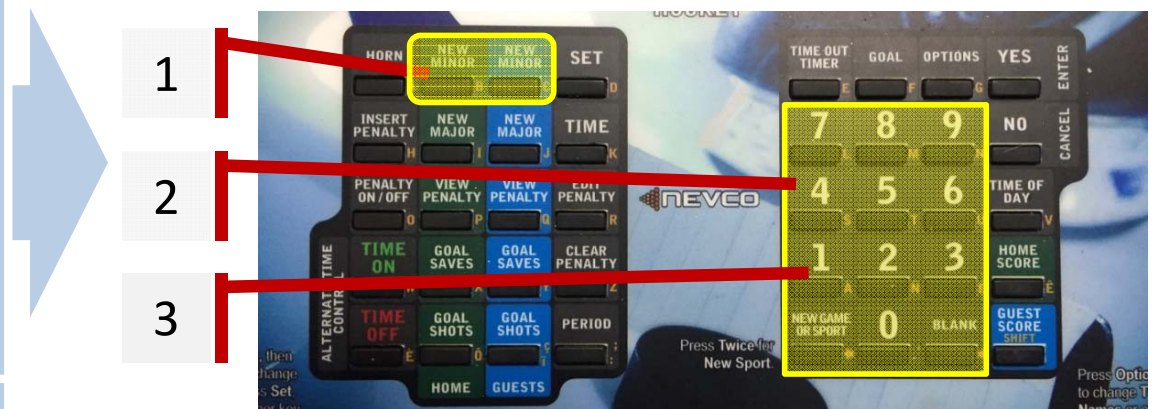 1
2
3
HOCKEY
HORN
NEW MINOR
B
NEW MINOR
SET
D
INSERT PENALTY
H
NEW MAJOR
I
NEW MAJOR
J
TIME
K
PENALTY ON / OFF
O
VIEW PENALTY
P
VIEW PENALTY
Q
EDIT PENALTY
R
ALTERNATE TIME CONTROL
TIME ON
GOAL SAVES
GOAL SAVES
CLEAR PENALTY
Z
TIME OFF
È
GOAL SHOTS
Ö
GOAL SHOTS
PERIOD
HOME
GUESTS
NEVCO
TIME OUT TIMER
E
GOAL
F
OPTIONS
G
YES
ENTER
7
8
9
NO
CANCEL
4
5
6
TIME OF DAY
V
1
2
3
HOME SCORE
NEW GAME OR SPORT
0
BLANK
GUEST SCORE
SHIFT
Press Twice for
New Sport.
, then
change
s Set.
Press Optio
to change T